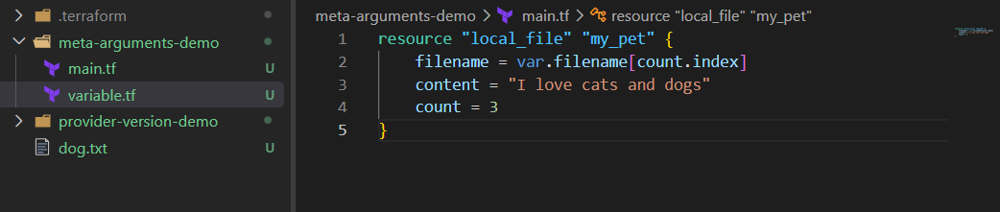 .terraform
meta-arguments-demo
main.tf U
variable.tf U
provider-version-demo
dog.txt U
meta-arguments-demo > main.tf > resource "local_file" "my_pet"
1 resource "local_file" "my_pet" {
2 filename = var.filename[count.index]
3 content = "I love cats and dogs"
4 count = 3
5 }